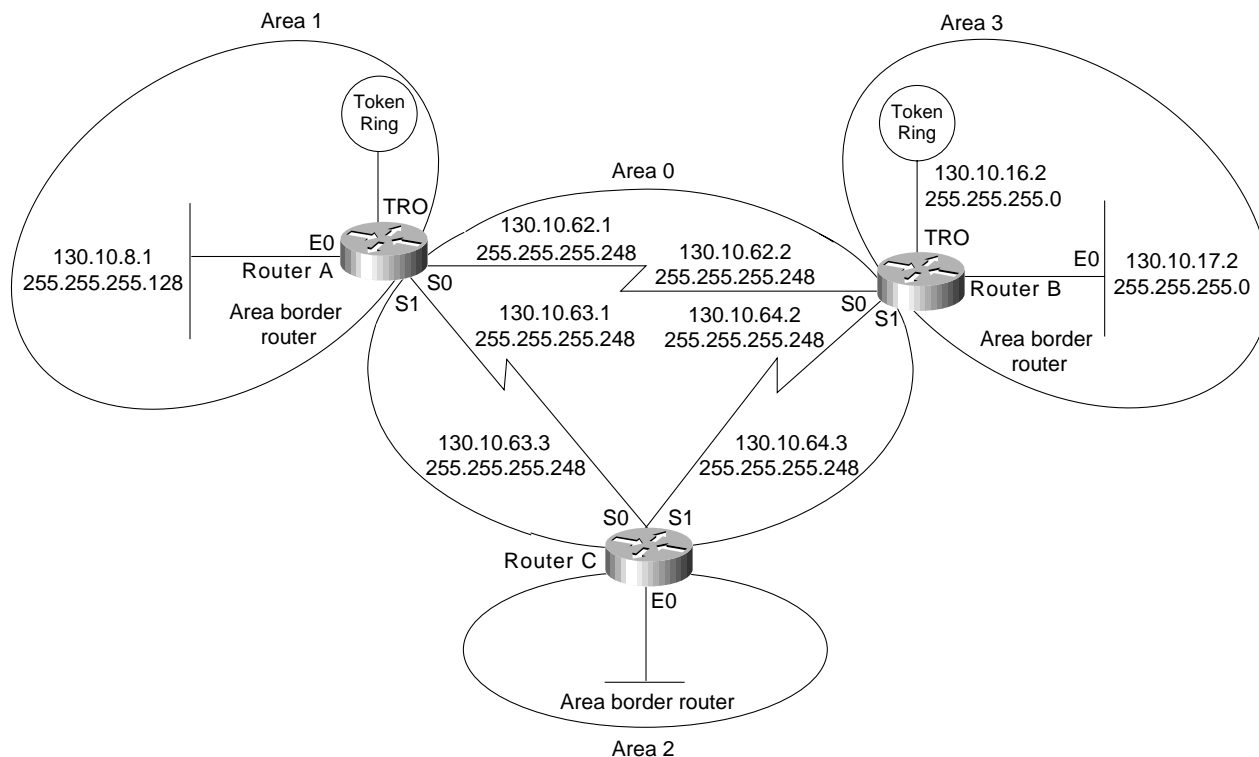 Area 1
Area 3
Token
Ring
Token
Ring
Area 0
130.10.16.2
255.255.255.0
TRO
130.10.62.1
255.255.255.248
TRO
E0
130.10.8.1
255.255.255.128
130.10.62.2
255.255.255.248
E0
130.10.17.2
255.255.255.0
Router A
S0
Router B
S1
S0
S1
Area border
router
130.10.63.1
255.255.255.248
130.10.64.2
255.255.255.248
Area border
router
130.10.63.3
255.255.255.248
130.10.64.3
255.255.255.248
S0
S1
Router C
E0
Area border router
Area 2